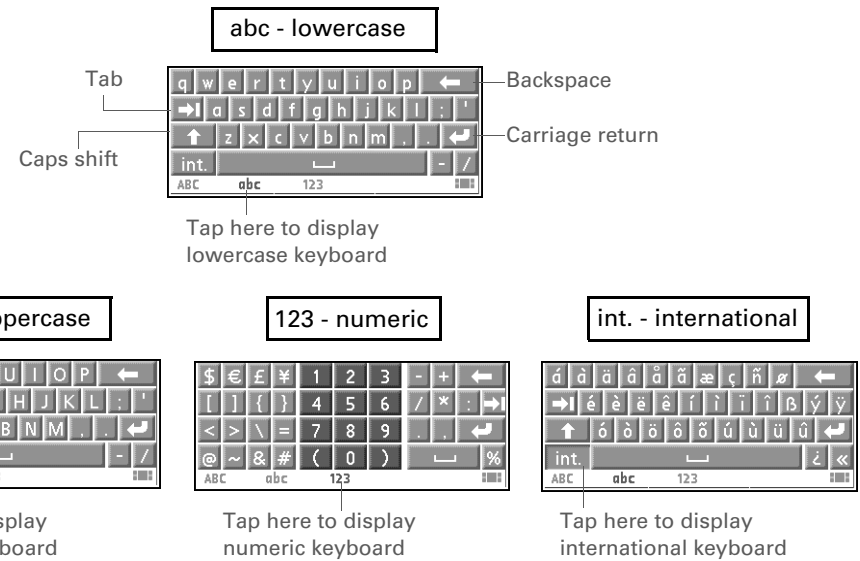 abc - lowercase
Tab
Backspace
q w e r t y u i o p
a s d f g h j k l ; '
Carriage return
z x c v b n m , .
Caps shift
int. - /
ABC abc 123
Tap here to display
lowercase keyboard
percase
123 - numeric
int. - international
U I O P
H J K L : '
B N M , .
- /
$ € £ ¥ 1 2 3 - +
[ ] { } 4 5 6 / * :
< > \ = 7 8 9 . ,
@ ~ & # ( 0 ) %
ABC abc 123
á à ä â å ã æ ç ñ ø
é è ë ê í ì ï î ß ý ÿ
ó ò ö ô õ ú ù ü û
int. ¿ «
ABC abc 123
splay
board
Tap here to display
numeric keyboard
Tap here to display
international keyboard